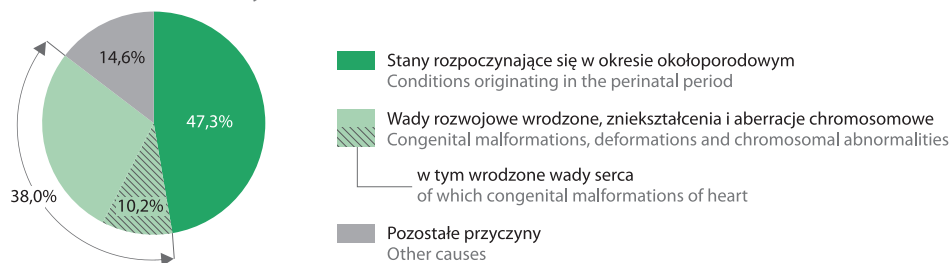 14,6%
47,3%
38,0%
10,2%
Stany rozpoczynające się w okresie okołoporodowym
Conditions originating in the perinatal period
Wady rozwojowe wrodzone, zniekształcenia i aberracje chromosomowe
Congenital malformations, deformations and chromosomal abnormalities
w tym wrodzone wady serca
of which congenital malformations of heart
Pozostałe przyczyny
Other causes